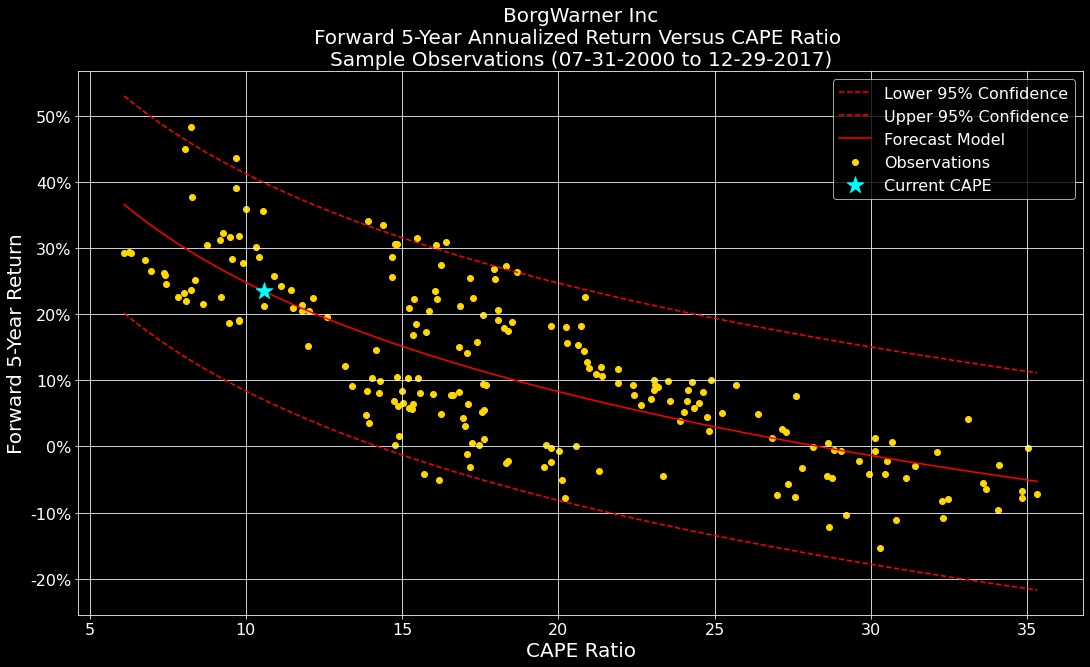 BorgWarner Inc
Forward 5-Year Annualized Return Versus CAPE Ratio
Sample Observations (07-31-2000 to 12-29-2017)
Lower 95% Confidence
Upper 95% Confidence
Forecast Model
Observations
Current CAPE
Forward 5-Year Return
50%
40%
30%
20%
10%
0%
-10%
-20%
5
10
15
20
25
30
35
CAPE Ratio